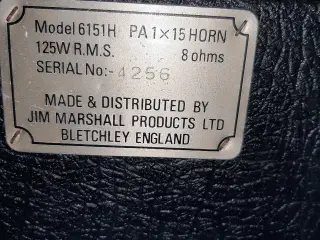 Model 6151H PA 1×15 HORN
125W R.M.S. 8 ohms
SERIAL No:- 4256
MADE & DISTRIBUTED BY
JIM MARSHALL PRODUCTS LTD
BLETCHLEY ENGLAND